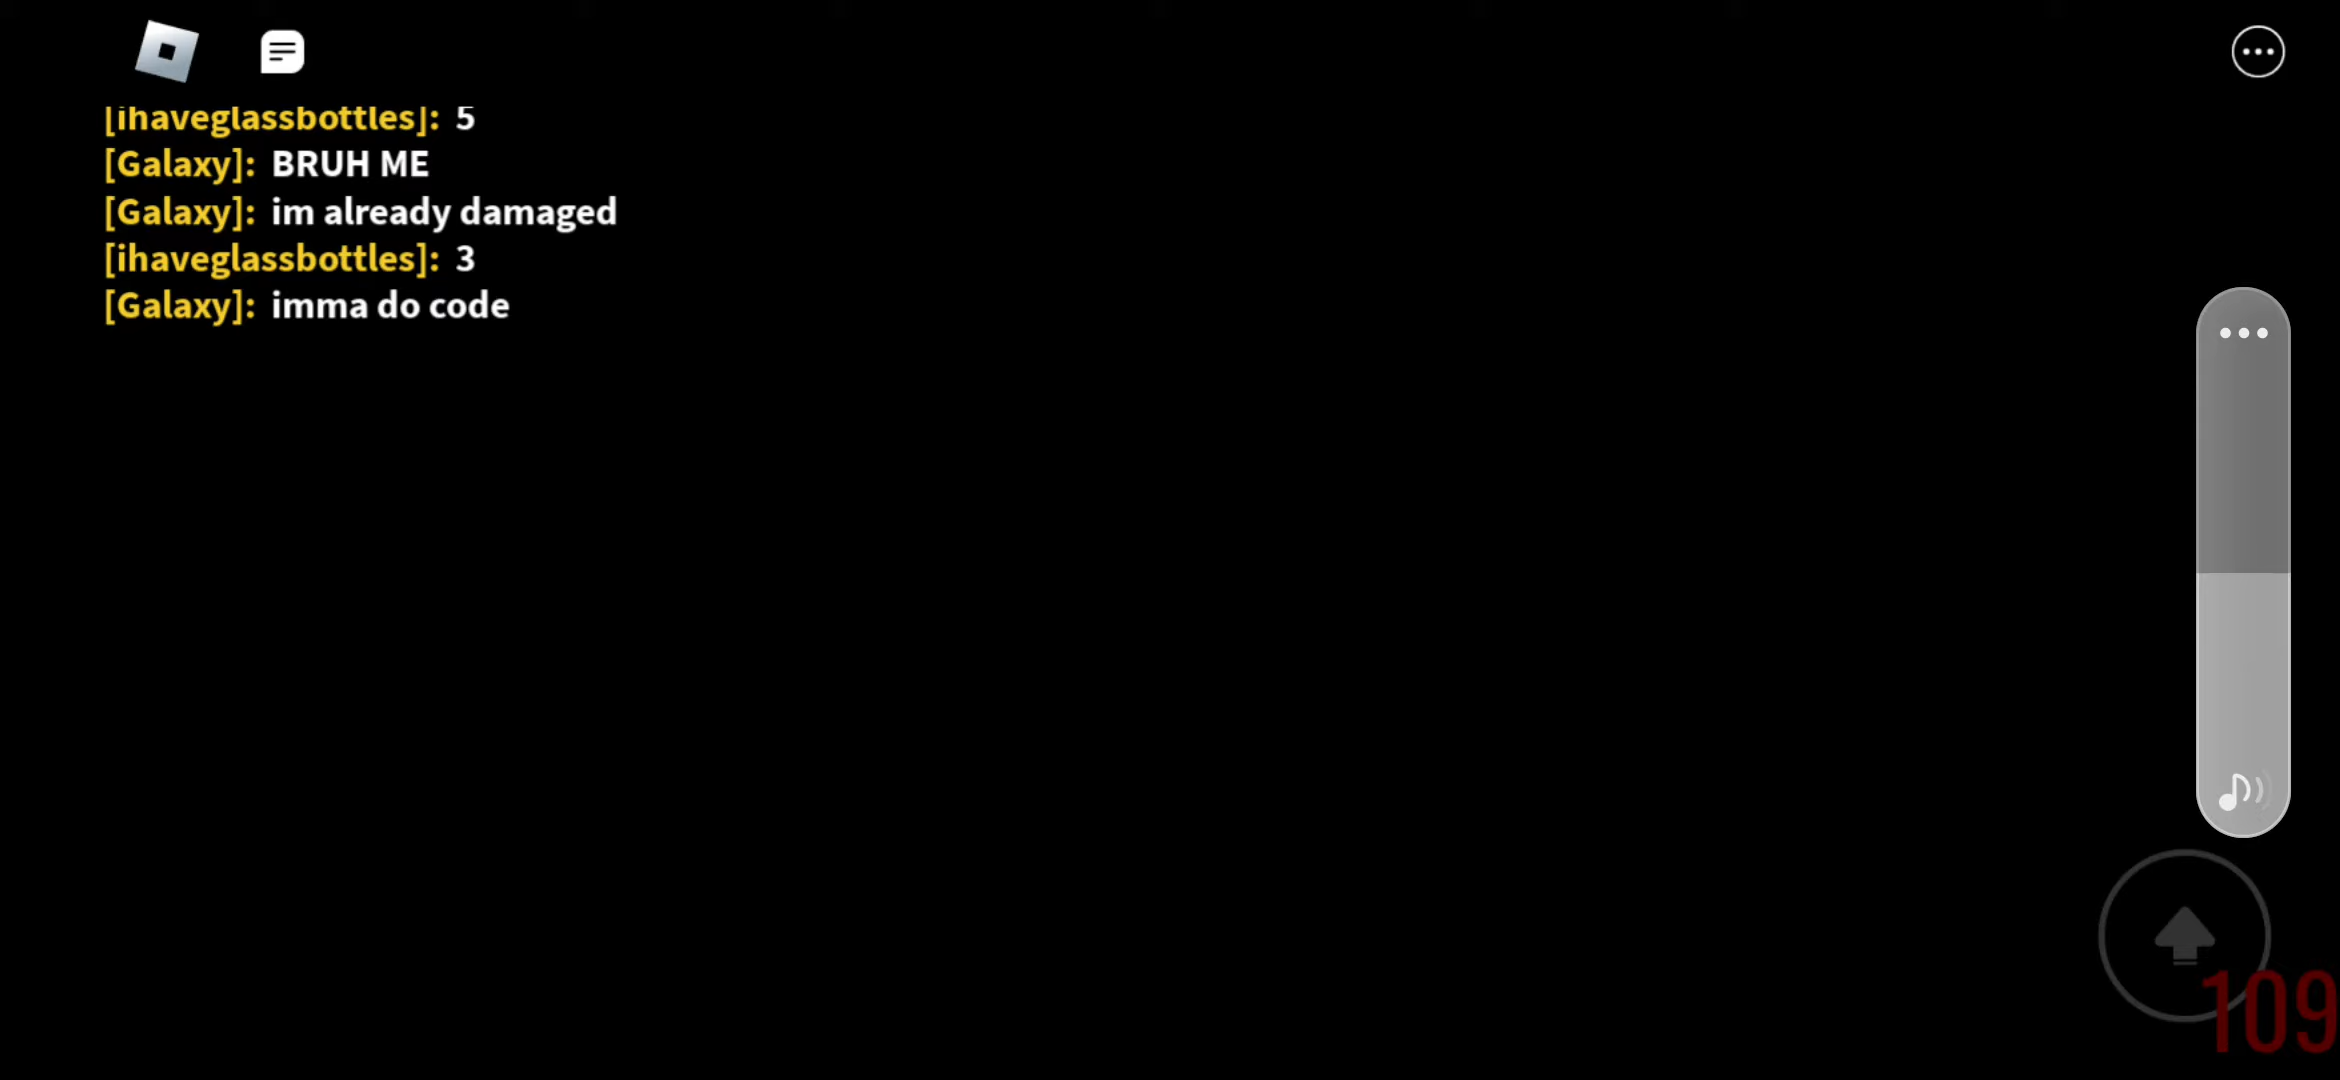 [ihaveglassbottles]: 5
[Galaxy]: BRUH ME
[Galaxy]: im already damaged
[ihaveglassbottles]: 3
[Galaxy]: imma do code
109